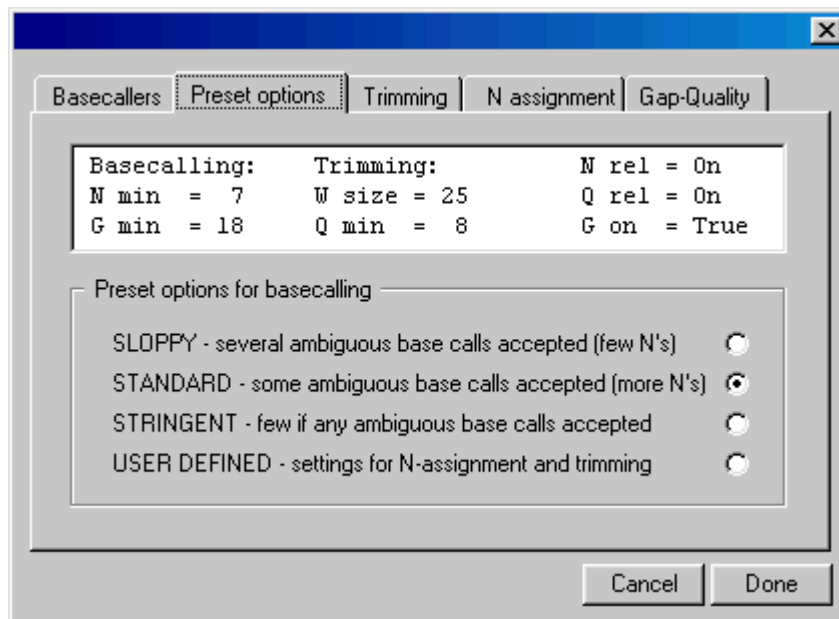 Basecallers Preset options Trimming N assignment Gap-Quality
Basecalling: Trimming: N rel = On
N min = 7 W size = 25 Q rel = On
G min = 18 Q min = 8 G on = True
Preset options for basecalling
SLOPPY - several ambiguous base calls accepted (few N's)
STANDARD - some ambiguous base calls accepted (more N's)
STRINGENT - few if any ambiguous base calls accepted
USER DEFINED - settings for N-assignment and trimming
Cancel Done